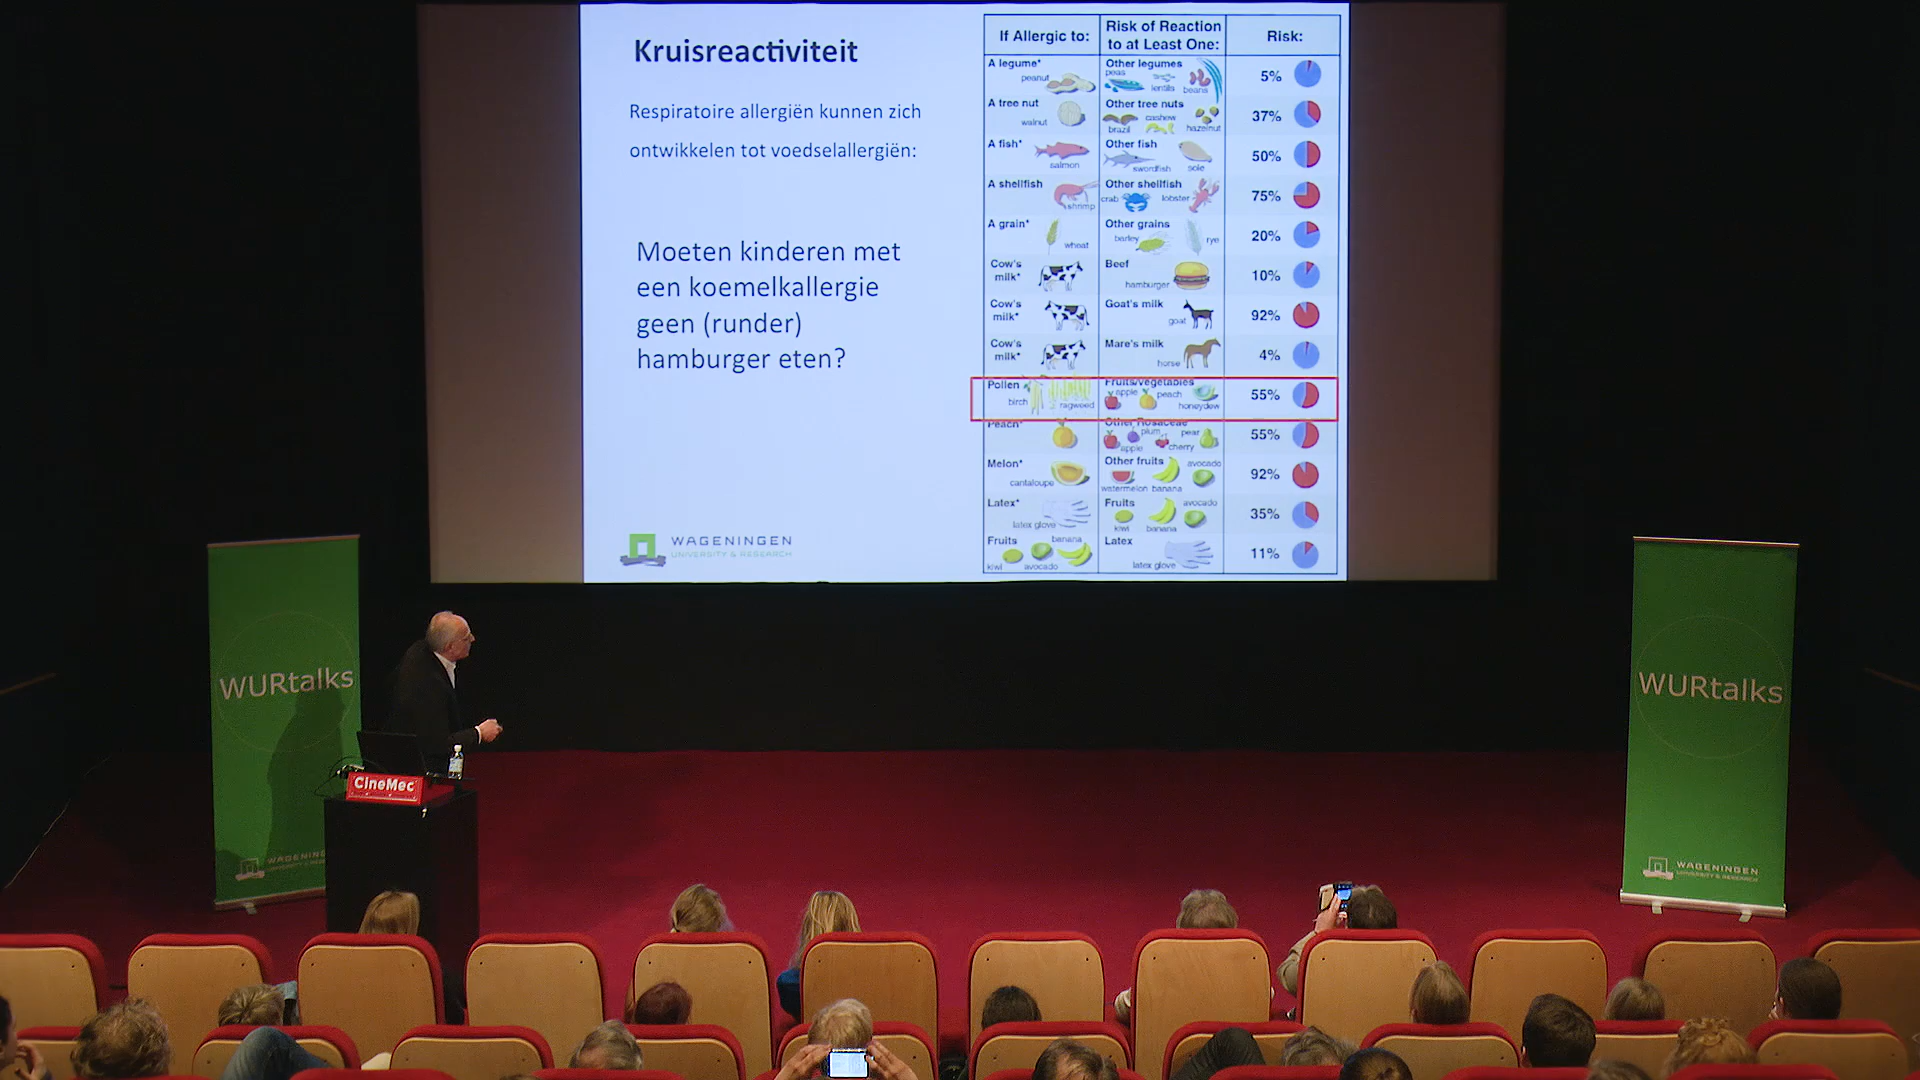 Kruisreactiviteit
Respiratoire allergiën kunnen zich
ontwikkelen tot voedselallergiën:
Moeten kinderen met
een koemelkallergie
geen (runder)
hamburger eten?
WAGENINGEN
UNIVERSITY & RESEARCH
If Allergic to:
Risk of Reaction
to at Least One:
Risk:
A legume*
peanut
Other legumes
peas
lentils
beans
5%
A tree nut
walnut
Other tree nuts
brazil
cashew
hazelnut
37%
A fish*
salmon
Other fish
swordfish
sole
50%
A shellfish
shrimp
Other shellfish
crab
lobster
75%
A grain*
wheat
Other grains
barley
rye
20%
Cow's
milk*
Beef
hamburger
10%
Cow's
milk*
Goat's milk
goat
92%
Cow's
milk*
Mare's milk
horse
4%
Pollen
birch
ragweed
Fruits/vegetables
apple
peach
honeydew
55%
Peach*
Other Rosaceae
apple
plum
cherry
pear
55%
Melon*
cantaloupe
Other fruits
watermelon
banana
avocado
92%
Latex*
latex glove
Fruits
kiwi
banana
avocado
35%
Fruits
kiwi
avocado
banana
Latex
latex glove
11%
WURtalks
WAGENING
CineMec
WURtalks
WAGENINGEN
UNIVERSITY & RESEARCH